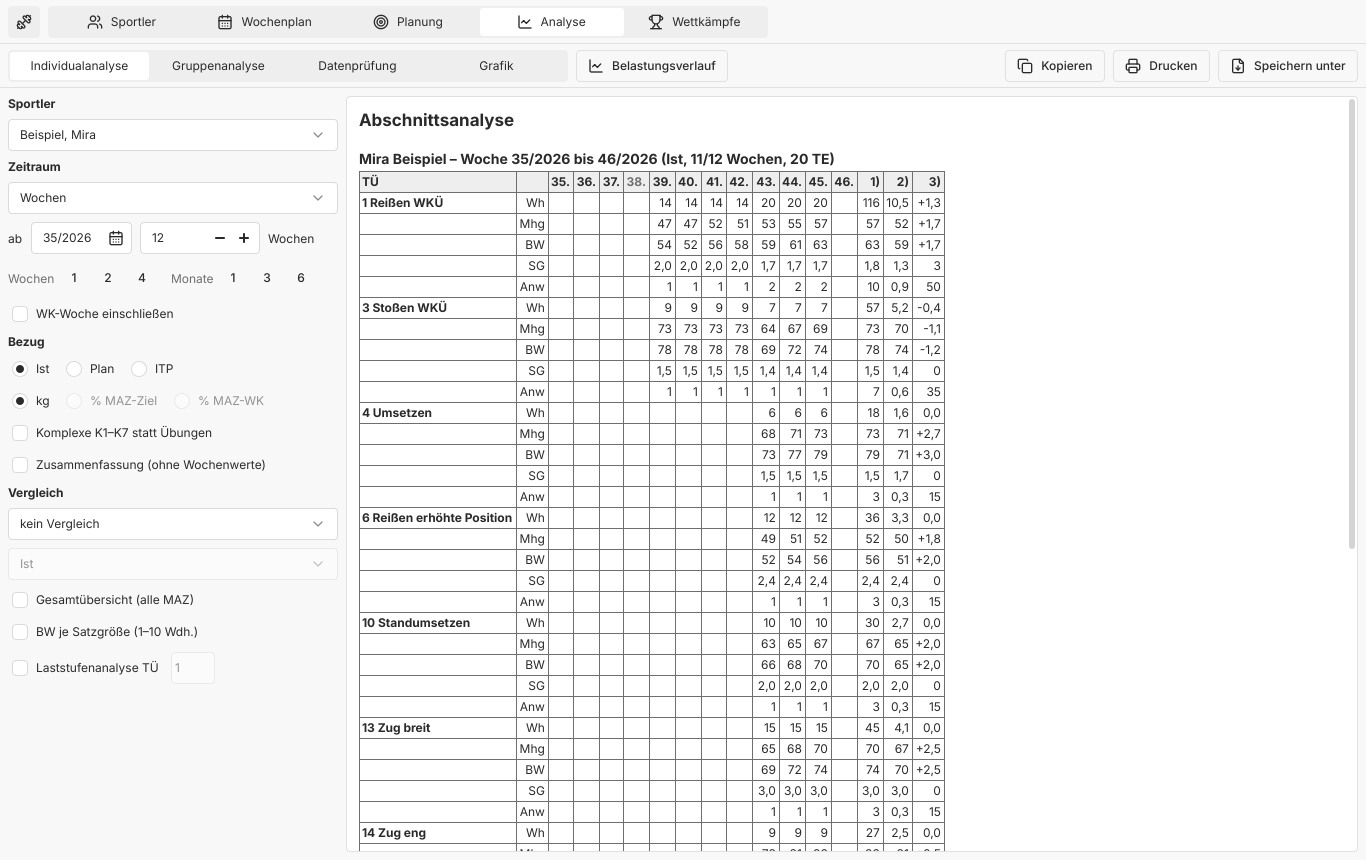 Sportler Wochenplan Planung Analyse Wettkämpfe
Individualanalyse Gruppenanalyse Datenprüfung Grafik Belastungsverlauf Kopieren Drucken Speichern unter
Sportler
Beispiel, Mira
Zeitraum
Wochen
ab 35/2026 12 Wochen
Wochen 1 2 4 Monate 1 3 6
WK-Woche einschließen
Bezug
Ist Plan ITP
kg % MAZ-Ziel % MAZ-WK
Komplexe K1–K7 statt Übungen
Zusammenfassung (ohne Wochenwerte)
Vergleich
kein Vergleich
Ist
Gesamtübersicht (alle MAZ)
BW je Satzgröße (1–10 Wdh.)
Laststufenanalyse TÜ 1
Abschnittsanalyse
Mira Beispiel – Woche 35/2026 bis 46/2026 (Ist, 11/12 Wochen, 20 TE)
TÜ 35. 36. 37. 38. 39. 40. 41. 42. 43. 44. 45. 46. 1) 2) 3)
1 Reißen WKÜ Wh 14 14 14 14 20 20 20 116 10,5 +1,3
Mhg 47 47 52 51 53 55 57 57 52 +1,7
BW 54 52 56 58 59 61 63 63 59 +1,7
SG 2,0 2,0 2,0 2,0 1,7 1,7 1,7 1,8 1,3 3
Anw 1 1 1 1 2 2 2 10 0,9 50
3 Stoßen WKÜ Wh 9 9 9 9 7 7 7 57 5,2 -0,4
Mhg 73 73 73 73 64 67 69 73 70 -1,1
BW 78 78 78 78 69 72 74 78 74 -1,2
SG 1,5 1,5 1,5 1,5 1,4 1,4 1,4 1,5 1,4 0
Anw 1 1 1 1 1 1 1 7 0,6 35
4 Umsetzen Wh 6 6 6 18 1,6 0,0
Mhg 68 71 73 73 71 +2,7
BW 73 77 79 79 71 +3,0
SG 1,5 1,5 1,5 1,5 1,7 0
Anw 1 1 1 3 0,3 15
6 Reißen erhöhte Position Wh 12 12 12 36 3,3 0,0
Mhg 49 51 52 52 50 +1,8
BW 52 54 56 56 51 +2,0
SG 2,4 2,4 2,4 2,4 2,4 0
Anw 1 1 1 3 0,3 15
10 Standumsetzen Wh 10 10 10 30 2,7 0,0
Mhg 63 65 67 67 65 +2,0
BW 66 68 70 70 65 +2,0
SG 2,0 2,0 2,0 2,0 2,0 0
Anw 1 1 1 3 0,3 15
13 Zug breit Wh 15 15 15 45 4,1 0,0
Mhg 65 68 70 70 67 +2,5
BW 69 72 74 74 70 +2,5
SG 3,0 3,0 3,0 3,0 3,0 0
Anw 1 1 1 3 0,3 15
14 Zug eng Wh 9 9 9 27 2,5 0,0